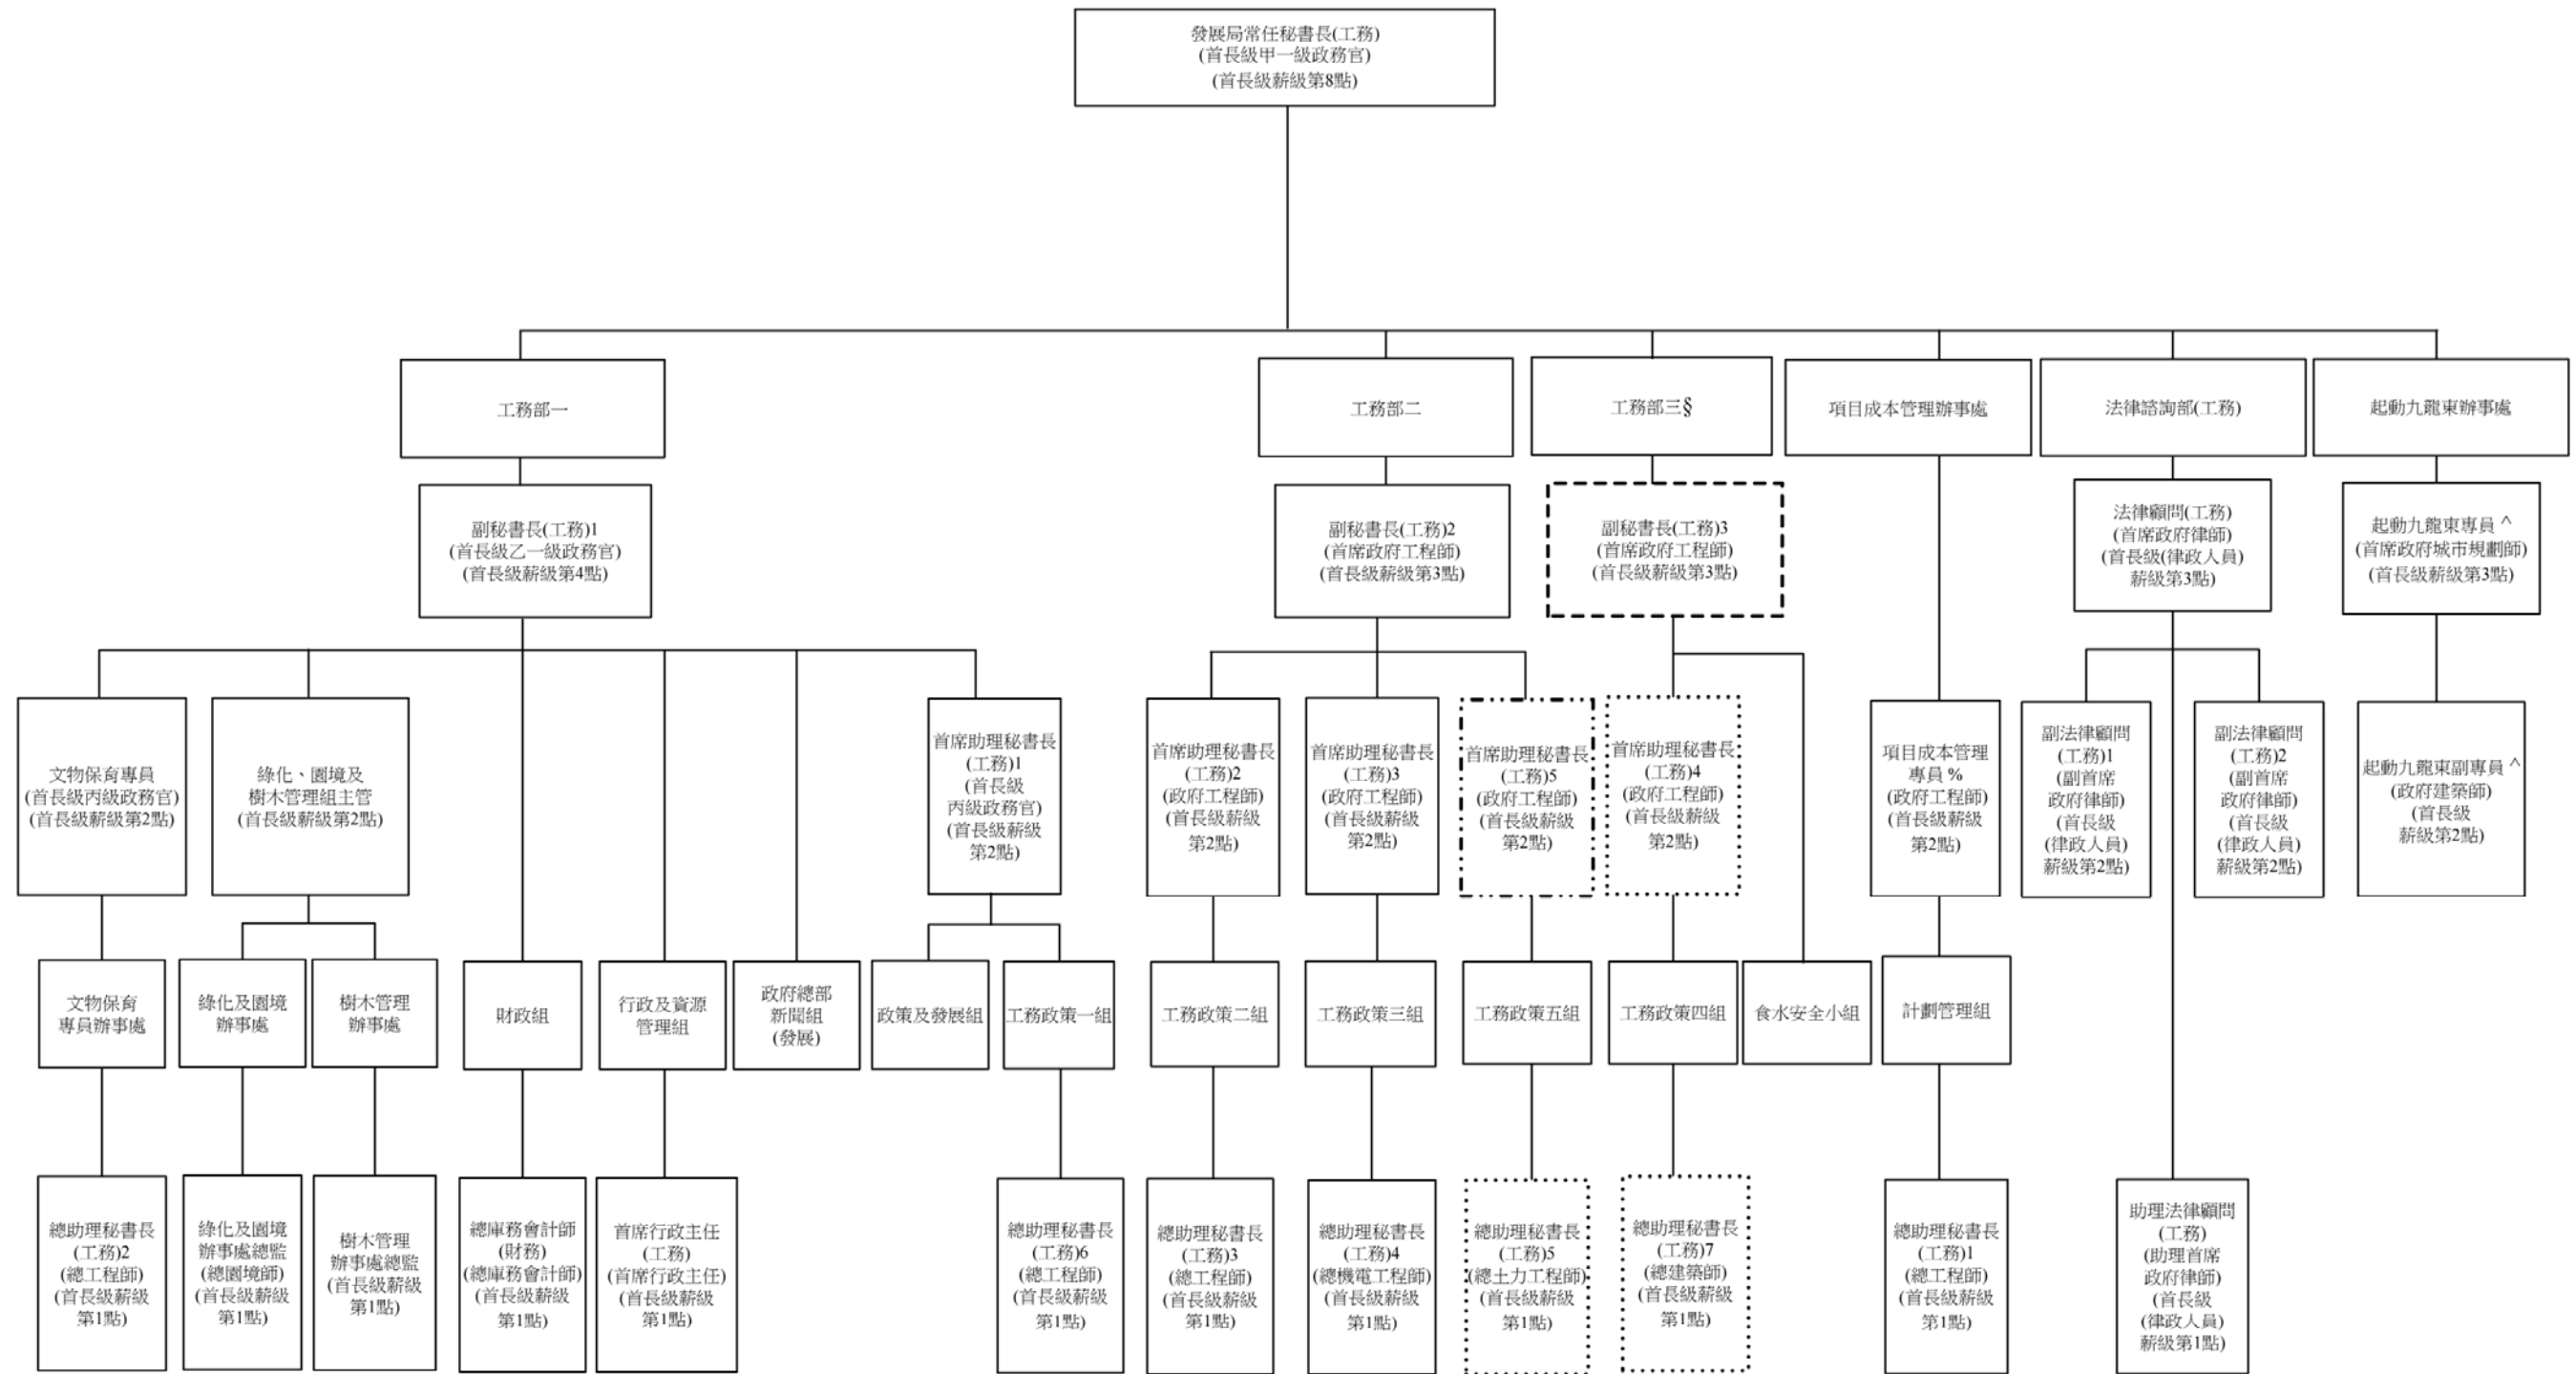 發展局常任秘書長(工務)
(首長級甲一級政務官)
(首長級薪級第8點)
工務部一
工務部二
工務部三§
項目成本管理辦事處
法律諮詢部(工務)
起動九龍東辦事處
副秘書長(工務)1
(首長級乙一級政務官)
(首長級薪級第4點)
副秘書長(工務)2
(首席政府工程師)
(首長級薪級第3點)
副秘書長(工務)3
(首席政府工程師)
(首長級薪級第3點)
法律顧問(工務)
(首席政府律師)
(首長級(律政人員)
薪級第3點)
起動九龍東專員^
(首席政府城市規劃師)
(首長級薪級第3點)
文物保育專員
(首長級丙級政務官)
(首長級薪級第2點)
綠化、園境及
樹木管理組主管
(首長級薪級第2點)
首席助理秘書長
(工務)1
(首長級
丙級政務官)
(首長級薪級
第2點)
首席助理秘書長
(工務)2
(政府工程師)
(首長級薪級
第2點)
首席助理秘書長
(工務)3
(政府工程師)
(首長級薪級
第2點)
首席助理秘書長
(工務)5
(政府工程師)
(首長級薪級
第2點)
首席助理秘書長
(工務)4
(政府工程師)
(首長級薪級
第2點)
項目成本管理
專員%
(政府工程師)
(首長級薪級
第2點)
副法律顧問
(工務)1
(副首席
政府律師)
(首長級
(律政人員)
薪級第2點)
副法律顧問
(工務)2
(副首席
政府律師)
(首長級
(律政人員)
薪級第2點)
起動九龍東副專員^
(政府建築師)
(首長級
薪級第2點)
文物保育
專員辦事處
綠化及園境
辦事處
樹木管理
辦事處
財政組
行政及資源
管理組
政府總部
新聞組
(發展)
政策及發展組
工務政策一組
工務政策二組
工務政策三組
工務政策五組
工務政策四組
食水安全小組
計劃管理組
總助理秘書長
(工務)2
(總工程師)
(首長級薪級
第1點)
綠化及園境
辦事處總監
(總園境師)
(首長級薪級
第1點)
樹木管理
辦事處總監
(首長級薪級
第1點)
總庫務會計師
(財務)
(總庫務會計師)
(首長級薪級
第1點)
首席行政主任
(工務)
(首席行政主任)
(首長級薪級
第1點)
總助理秘書長
(工務)6
(總工程師)
(首長級薪級
第1點)
總助理秘書長
(工務)3
(總工程師)
(首長級薪級
第1點)
總助理秘書長
(工務)4
(總機電工程師)
(首長級薪級
第1點)
總助理秘書長
(工務)5
(總土力工程師)
(首長級薪級
第1點)
總助理秘書長
(工務)7
(總建築師)
(首長級薪級
第1點)
總助理秘書長
(工務)1
(總工程師)
(首長級薪級
第1點)
助理法律顧問
(工務)
(助理首席
政府律師)
(首長級
(律政人員)
薪級第1點)